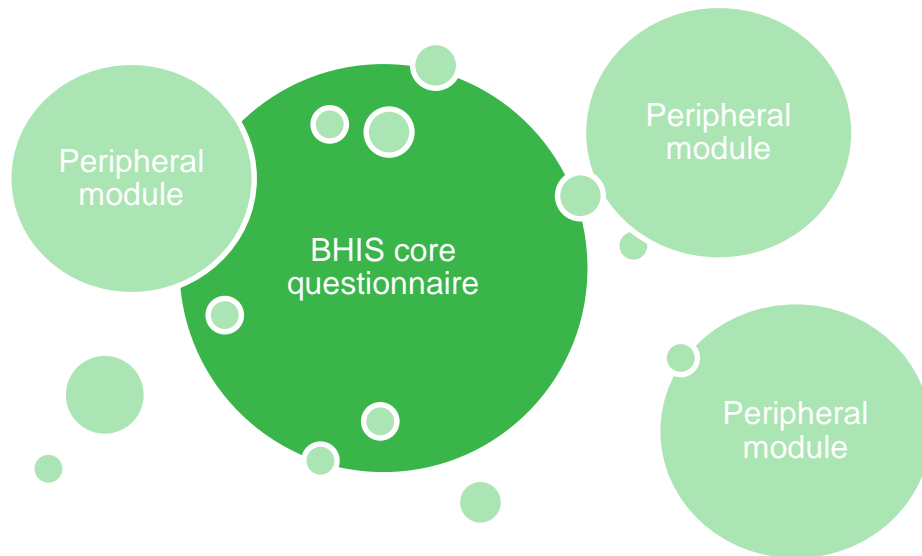 Peripheral
module
Peripheral
module
BHIS core
questionnaire
Peripheral
module